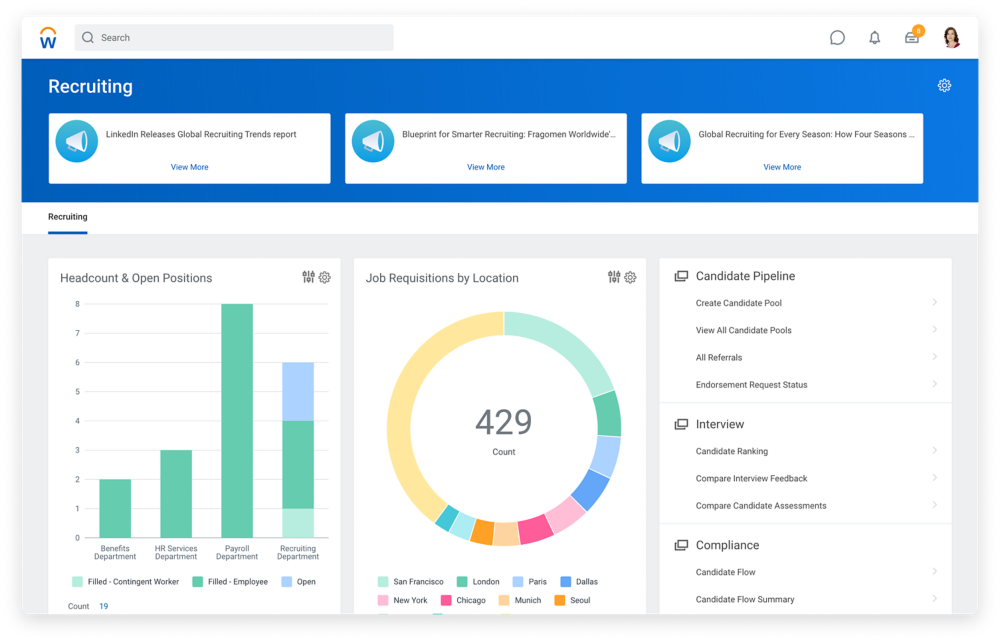 W
Search
8
Recruiting
LinkedIn Releases Global Recruiting Trends report
View More
Blueprint for Smarter Recruiting: Fragomen Worldwide'...
View More
Global Recruiting for Every Season: How Four Seasons ...
View More
Recruiting
Headcount & Open Positions
8
7
6
5
4
3
2
1
0
Benefits
Department
HR Services
Department
Payroll
Department
Recruiting
Department
Filled - Contingent Worker
Filled - Employee
Open
Count 19
Job Requisitions by Location
429
Count
San Francisco
London
Paris
Dallas
New York
Chicago
Munich
Seoul
Candidate Pipeline
Create Candidate Pool
View All Candidate Pools
All Referrals
Endorsement Request Status
Interview
Candidate Ranking
Compare Interview Feedback
Compare Candidate Assessments
Compliance
Candidate Flow
Candidate Flow Summary